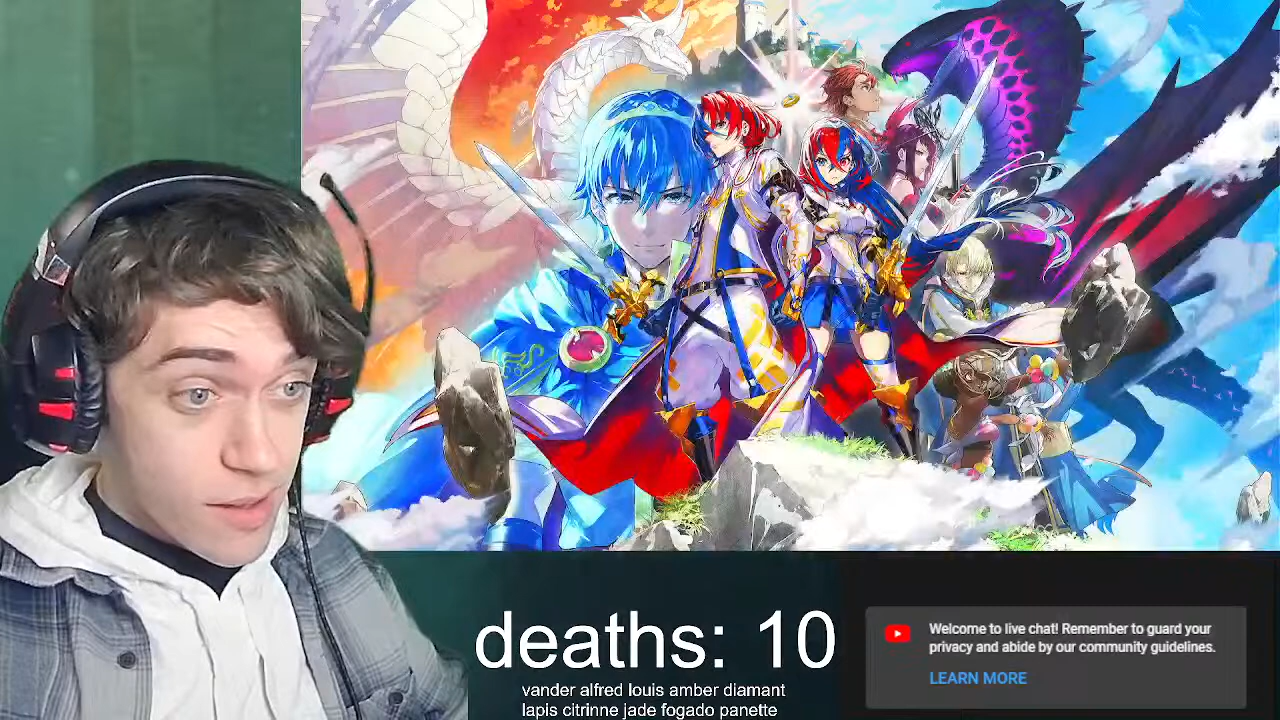 deaths: 10
vander alfred louis amber diamant
lapis citrinne jade fogado panette
Welcome to live chat! Remember to guard your
privacy and abide by our community guidelines.
LEARN MORE